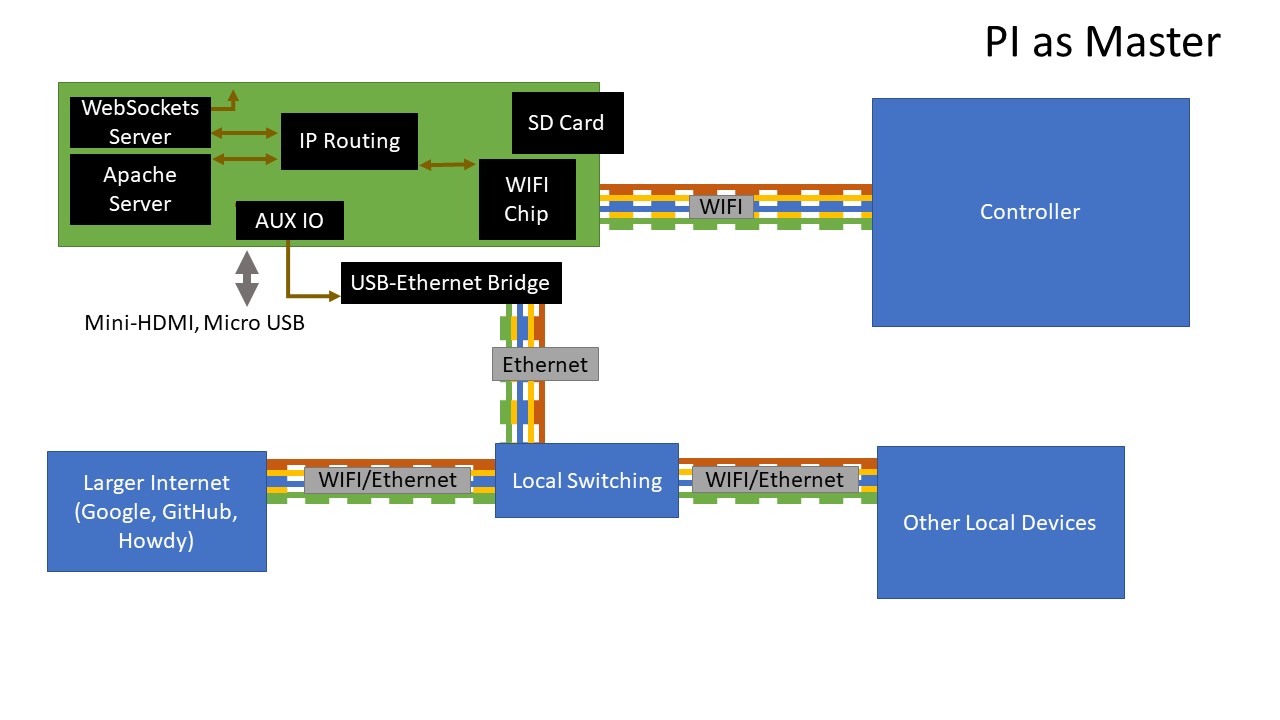 PI as Master
WebSockets
Server
IP Routing
SD Card
Apache
Server
WIFI
Chip
AUX IO
WIFI
Controller
USB-Ethernet Bridge
Mini-HDMI, Micro USB
Ethernet
Larger Internet
(Google, GitHub,
Howdy)
WIFI/Ethernet
Local Switching
WIFI/Ethernet
Other Local Devices